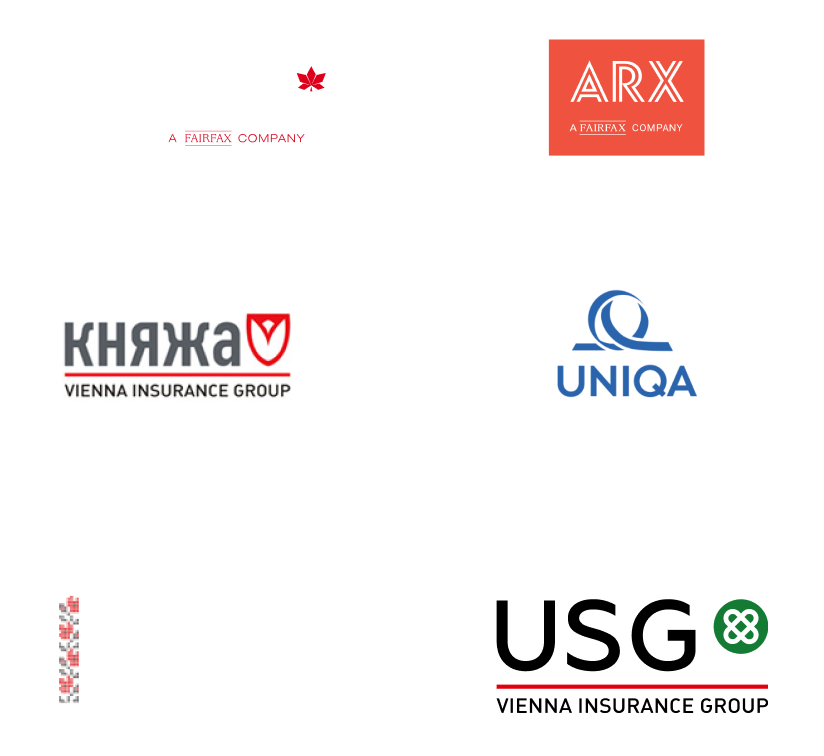 A FAIRFAX COMPANY
ARX
A FAIRFAX COMPANY
княжа
VIENNA INSURANCE GROUP
UNIQA
USG
VIENNA INSURANCE GROUP